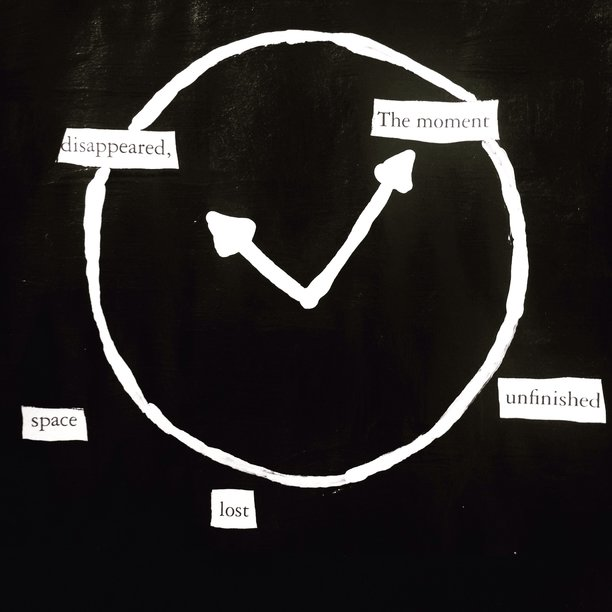 The moment
unfinished
lost
space
disappeared,